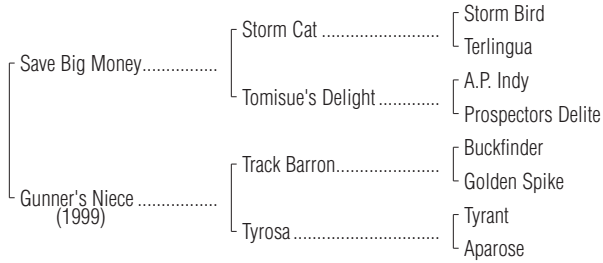 Storm Bird
Storm Cat ........................
Terlingua
Save Big Money...............
A.P. Indy
Tomisue's Delight ............
Prospectors Delite
Buckfinder
Track Barron.....................
Golden Spike
Gunner's Niece ................
(1999)
Tyrant
Tyrosa .............................
Aparose